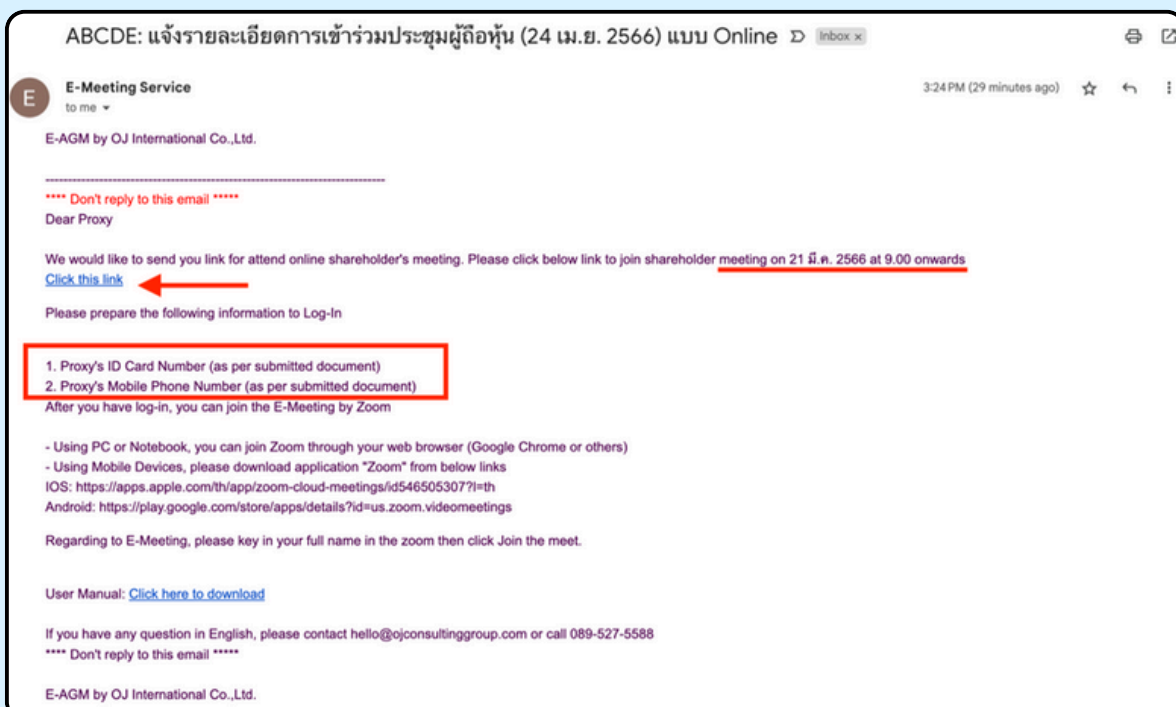 ABCDE: แจ้งรายละเอียดการเข้าร่วมประชุมผู้ถือหุ้น (24 เม.ย. 2566) แบบ Online Inbox x
E
E-Meeting Service
3:24 PM (29 minutes ago)
to me
E-AGM by OJ International Co.,Ltd.
--------------------------------------------------------------------------------
**** Don't reply to this email *****
Dear Proxy
We would like to send you link for attend online shareholder's meeting. Please click below link to join shareholder meeting on 21 มี.ค. 2566 at 9.00 onwards
Click this link
Please prepare the following information to Log-In
1. Proxy's ID Card Number (as per submitted document)
2. Proxy's Mobile Phone Number (as per submitted document)
After you have log-in, you can join the E-Meeting by Zoom
- Using PC or Notebook, you can join Zoom through your web browser (Google Chrome or others)
- Using Mobile Devices, please download application "Zoom" from below links
IOS: https://apps.apple.com/th/app/zoom-cloud-meetings/id546505307?l=th
Android: https://play.google.com/store/apps/details?id=us.zoom.videomeetings
Regarding to E-Meeting, please key in your full name in the zoom then click Join the meet.
User Manual: Click here to download
If you have any question in English, please contact hello@ojconsultinggroup.com or call 089-527-5588
**** Don't reply to this email *****
E-AGM by OJ International Co.,Ltd.